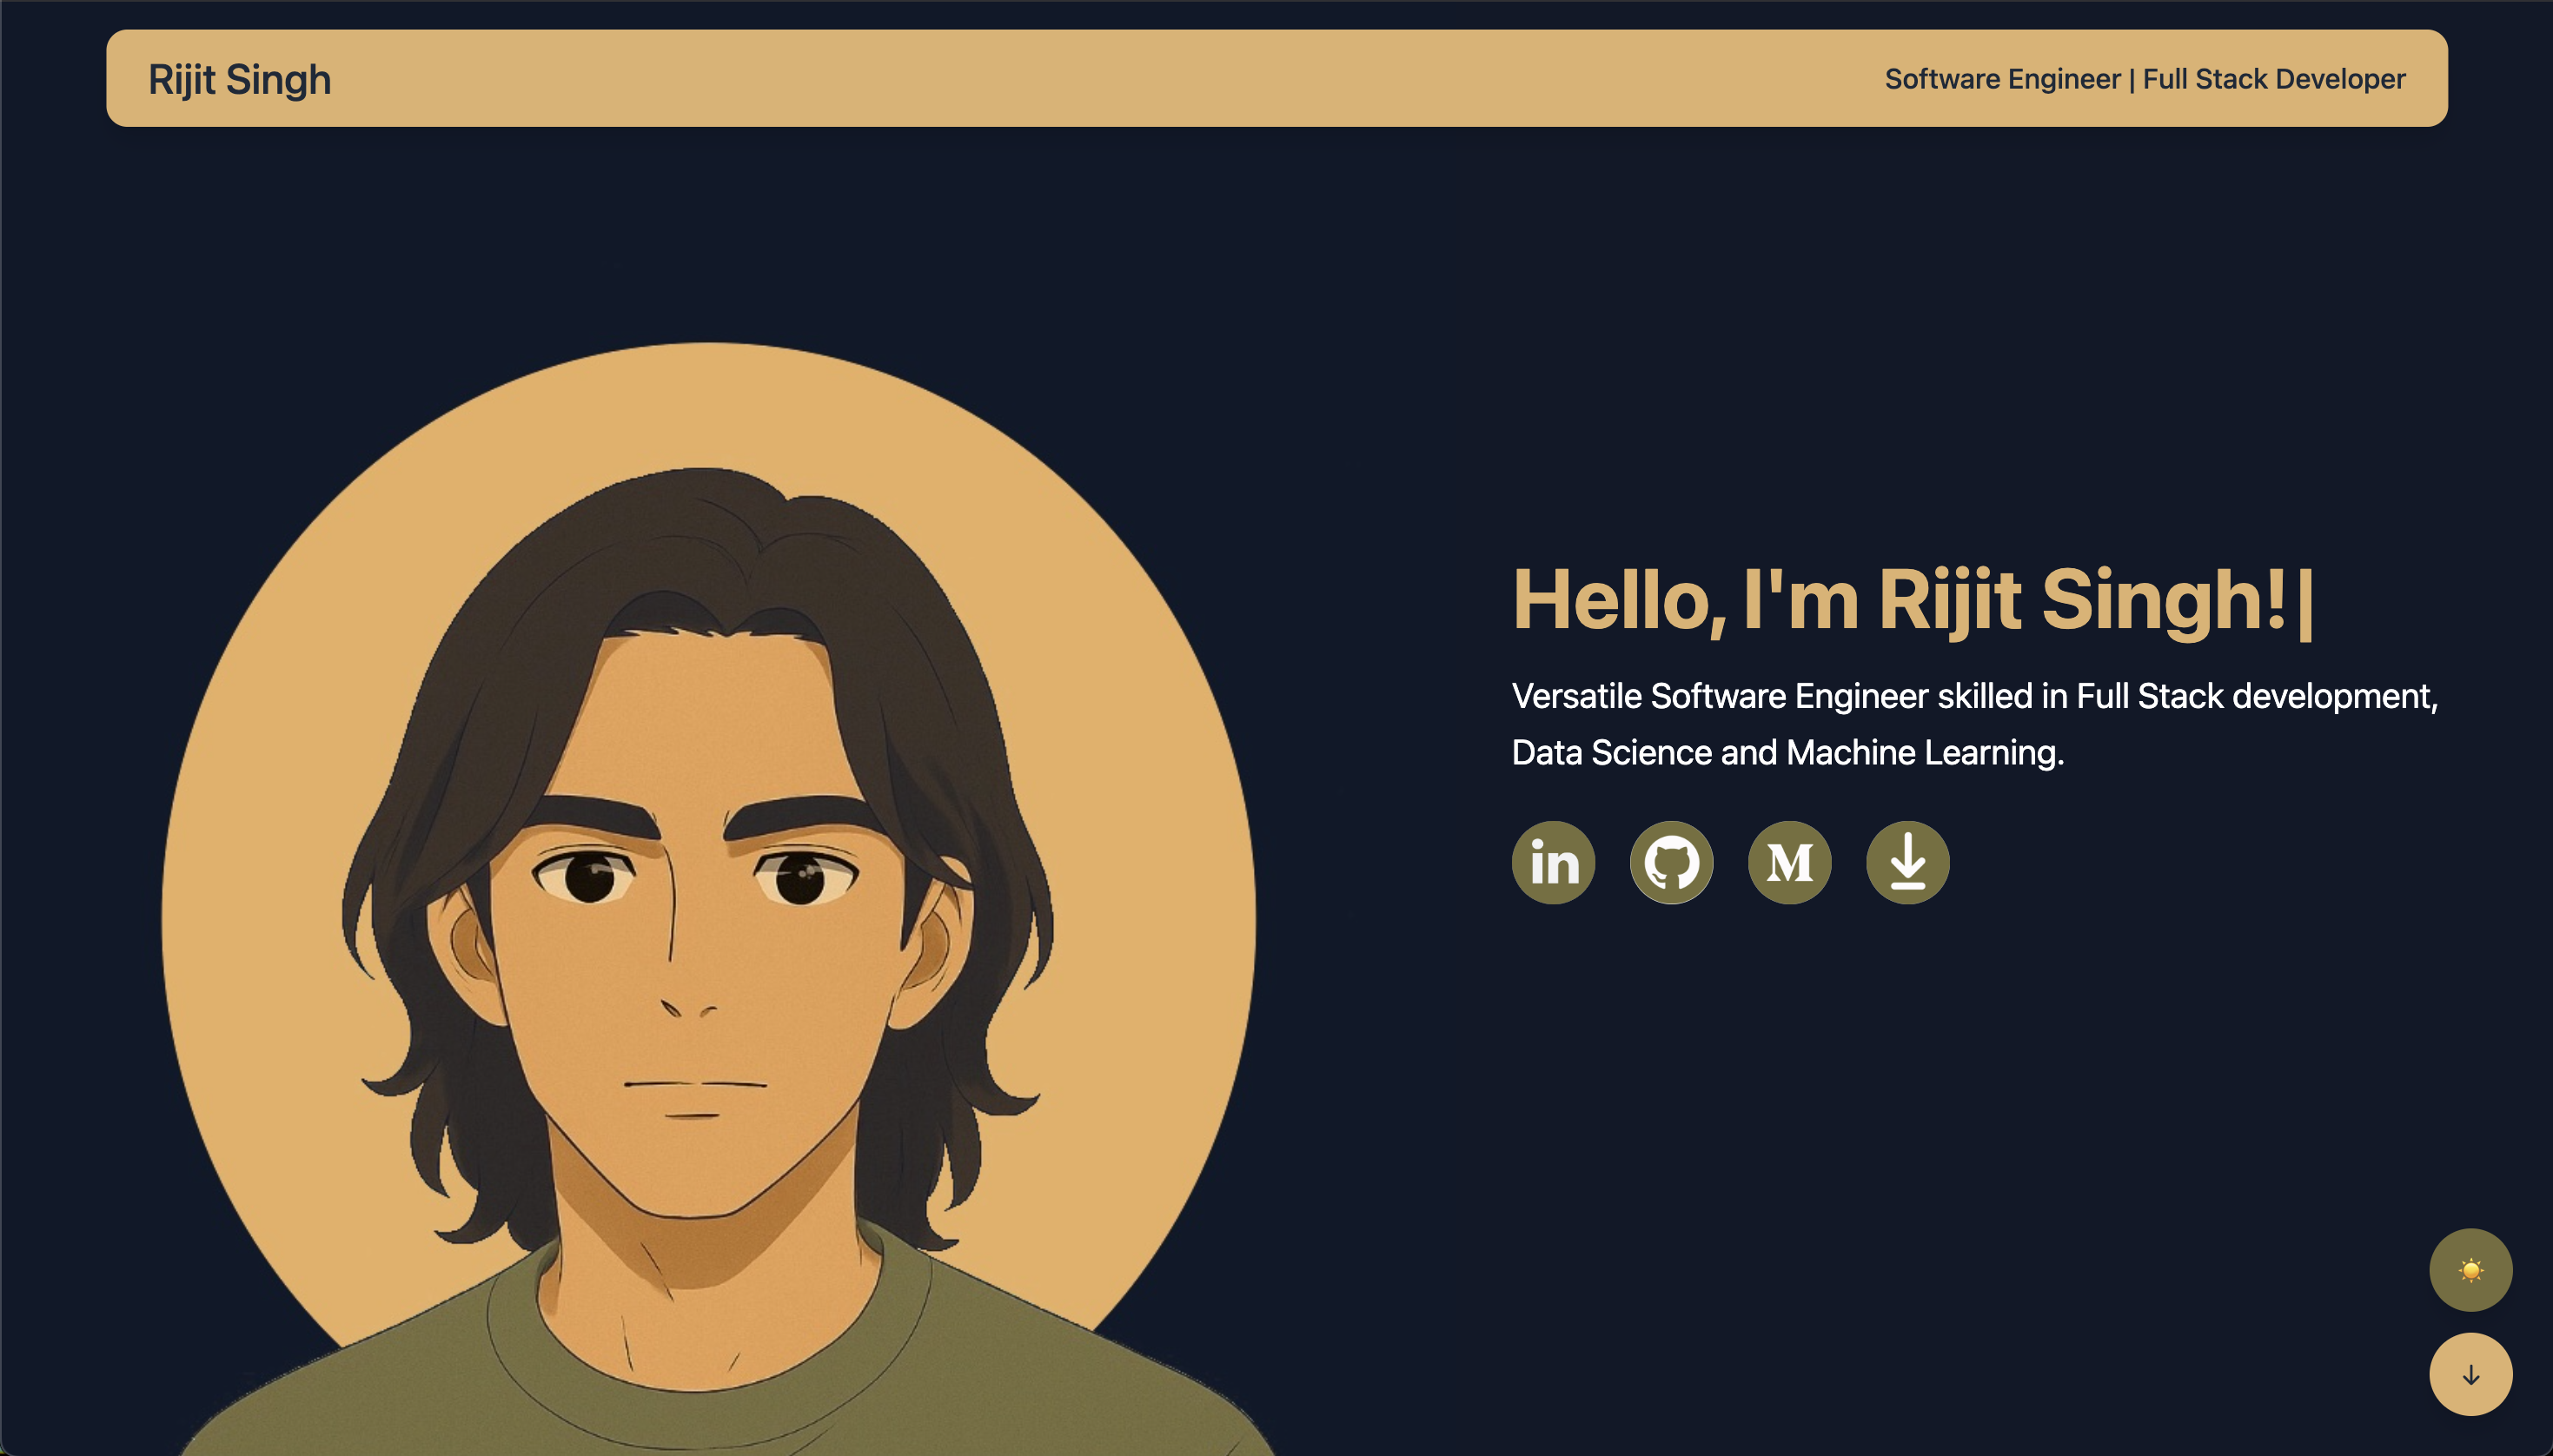 Rijit Singh
Software Engineer | Full Stack Developer
Hello, I'm Rijit Singh!|
Versatile Software Engineer skilled in Full Stack development,
Data Science and Machine Learning.
in
M